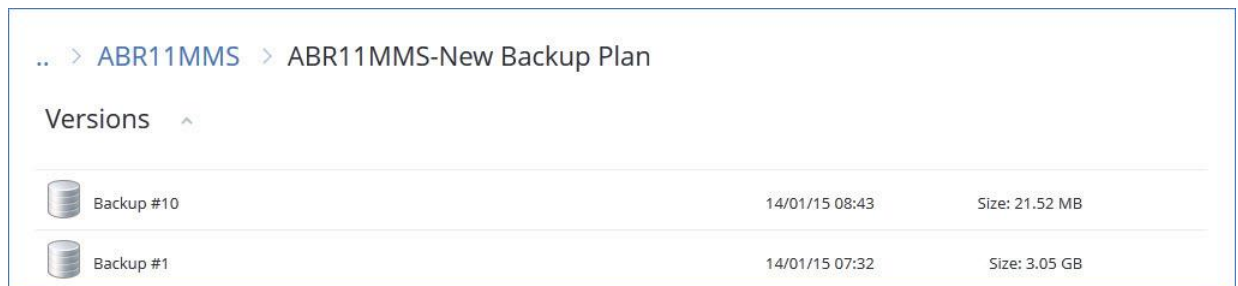 .. > ABR11MMS > ABR11MMS-New Backup Plan
Versions
Backup #10 14/01/15 08:43 Size: 21.52 MB
Backup #1 14/01/15 07:32 Size: 3.05 GB